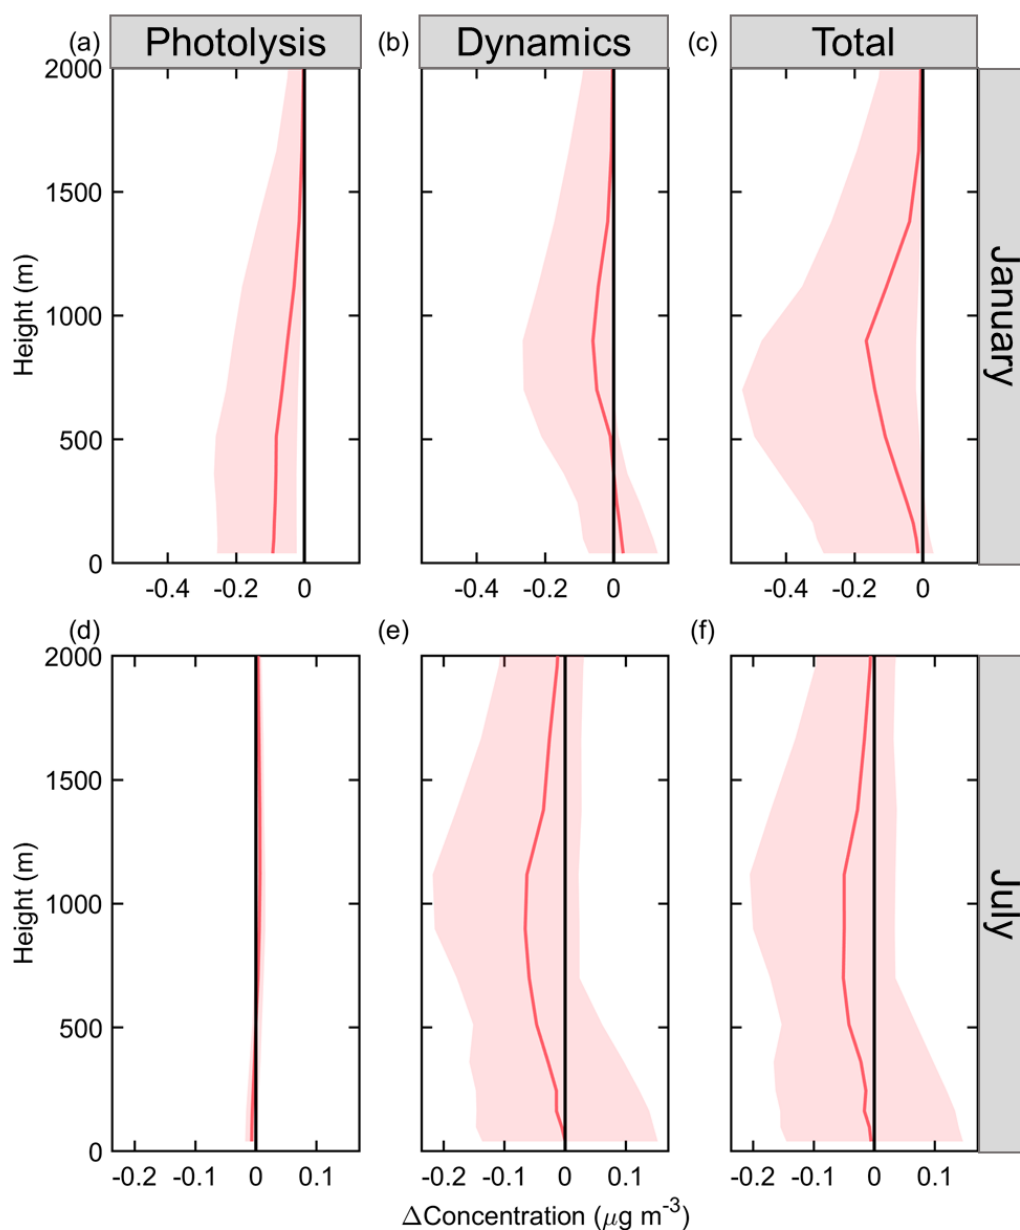 (a) Photolysis (b) Dynamics (c) Total
2000
1500
1000
500
0
Height (m)
January
-0.4 -0.2 0 -0.4 -0.2 0 -0.4 -0.2 0
(d) (e) (f)
2000
1500
1000
500
0
Height (m)
July
-0.2 -0.1 0 0.1 -0.2 -0.1 0 0.1 -0.2 -0.1 0 0.1
ΔConcentration (μg m⁻³)